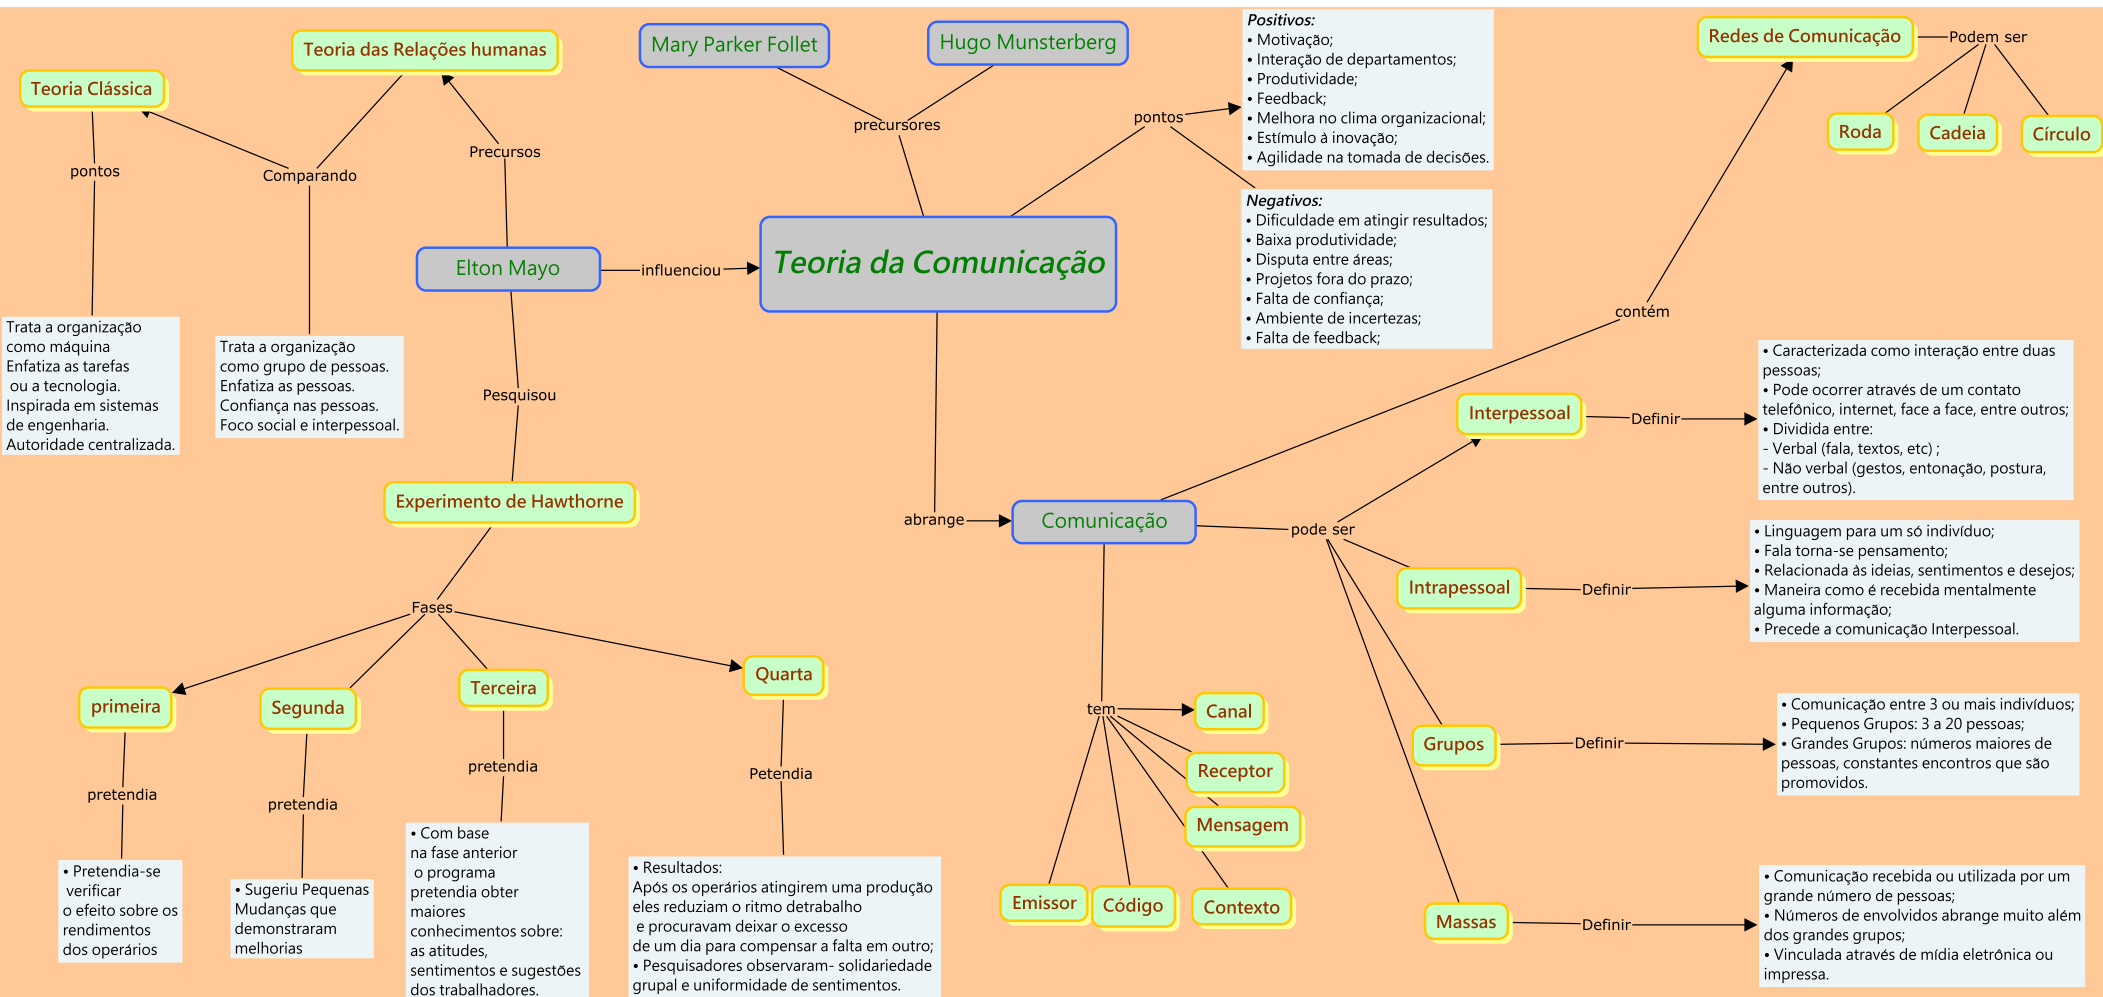 Teoria das Relações humanas
Teoria Clássica
pontos
Comparando
Precursos
Trata a organização
como máquina
Enfatiza as tarefas
ou a tecnologia.
Inspirada em sistemas
de engenharia.
Autoridade centralizada.
Trata a organização
como grupo de pessoas.
Enfatiza as pessoas.
Confiança nas pessoas.
Foco social e interpessoal.
Mary Parker Follet
Hugo Munsterberg
precursores
pontos
Positivos:
• Motivação;
• Interação de departamentos;
• Produtividade;
• Feedback;
• Melhora no clima organizacional;
• Estímulo à inovação;
• Agilidade na tomada de decisões.
Negativos:
• Dificuldade em atingir resultados;
• Baixa produtividade;
• Disputa entre áreas;
• Projetos fora do prazo;
• Falta de confiança;
• Ambiente de incertezas;
• Falta de feedback;
Elton Mayo
influenciou
Teoria da Comunicação
Redes de Comunicação
Podem ser
Roda
Cadeia
Círculo
contém
Pesquisou
Experimento de Hawthorne
Fases
primeira
Segunda
Terceira
Quarta
pretendia
pretendia
pretendia
Petendia
• Pretendia-se
verificar
o efeito sobre os
rendimentos
dos operários
• Sugeriu Pequenas
Mudanças que
demonstraram
melhorias
• Com base
na fase anterior
o programa
pretendia obter
maiores
conhecimentos sobre:
as atitudes,
sentimentos e sugestões
dos trabalhadores.
• Resultados:
Após os operários atingirem uma produção
eles reduziam o ritmo detrabalho
e procuravam deixar o excesso
de um dia para compensar a falta em outro;
• Pesquisadores observaram- solidariedade
grupal e uniformidade de sentimentos.
abrange
Comunicação
pode ser
tem
Canal
Receptor
Mensagem
Emissor
Código
Contexto
Interpessoal
Definir
• Caracterizada como interação entre duas
pessoas;
• Pode ocorrer através de um contato
telefônico, internet, face a face, entre outros;
• Dividida entre:
- Verbal (fala, textos, etc) ;
- Não verbal (gestos, entonação, postura,
entre outros).
Intrapessoal
Definir
• Linguagem para um só indivíduo;
• Fala torna-se pensamento;
• Relacionada às ideias, sentimentos e desejos;
• Maneira como é recebida mentalmente
alguma informação;
• Precede a comunicação Interpessoal.
Grupos
Definir
• Comunicação entre 3 ou mais indivíduos;
• Pequenos Grupos: 3 a 20 pessoas;
• Grandes Grupos: números maiores de
pessoas, constantes encontros que são
promovidos.
Massas
Definir
• Comunicação recebida ou utilizada por um
grande número de pessoas;
• Números de envolvidos abrange muito além
dos grandes grupos;
• Vinculada através de mídia eletrônica ou
impressa.